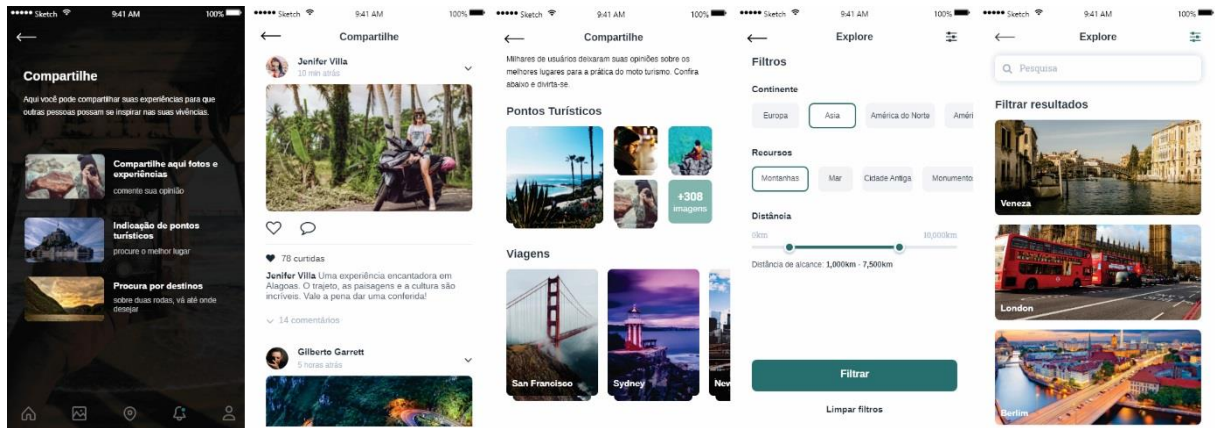 Sketch 9:41 AM 100%
Compartilhe
Aqui você pode compartilhar suas experiências para que
outras pessoas possam se inspirar nas suas vivências.
Compartilhe aqui fotos e
experiências
comente sua opinião
Indicação de pontos
turísticos
procure o melhor lugar
Procura por destinos
sobre duas rodas, vá até onde
desejar
Sketch 9:41 AM 100%
Compartilhe
Jenifer Villa
10 min atrás
78 curtidas
Jenifer Villa Uma experiência encantadora em
Alagoas. O trajeto, as paisagens e a cultura são
incríveis. Vale a pena dar uma conferida!
14 comentários
Gilberto Garrett
5 horas atrás
Sketch 9:41 AM 100%
Compartilhe
Milhares de usuários deixaram suas opiniões sobre os
melhores lugares para a prática do moto turismo. Confira
abaixo e divirta-se.
Pontos Turísticos
+308
imagens
Viagens
San Francisco
Sydney
New
Sketch 9:41 AM 100%
Explore
Filtros
Continente
Europa Asia América do Norte Améri
Recursos
Montanhas Mar Cidade Antiga Monumento
Distância
0km 10,000km
Distância de alcance: 1,000km - 7,500km
Filtrar
Limpar filtros
Sketch 9:41 AM 100%
Explore
Pesquisa
Filtrar resultados
Veneza
London
Berlim